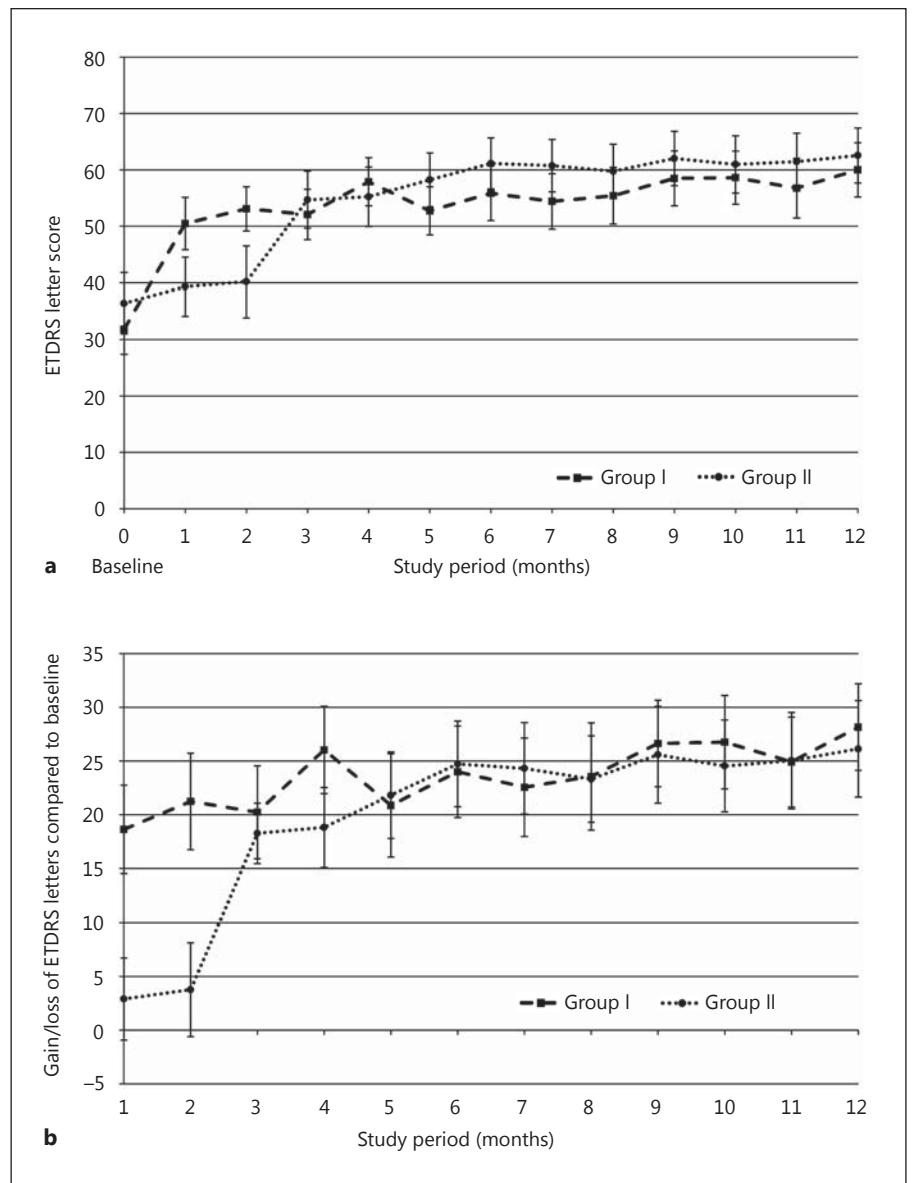 80
70
60
50
40
30
20
10
0
ETDRS letter score
Group I Group II
0 1 2 3 4 5 6 7 8 9 10 11 12
a Baseline Study period (months)
35
30
25
20
15
10
5
0
–5
Gain/loss of ETDRS letters compared to baseline
Group I Group II
1 2 3 4 5 6 7 8 9 10 11 12
b Study period (months)